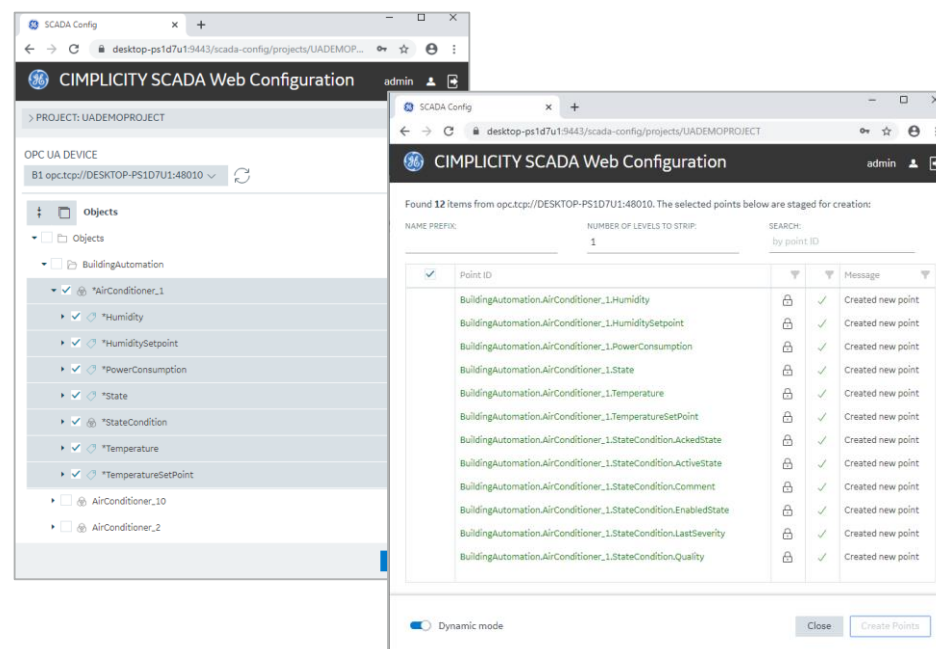 SCADA Config
desktop-ps1d7u1:9443/scada-config/projects/UADEMOP...
CIMPLICITY SCADA Web Configuration
admin
> PROJECT: UADEMOPROJECT
OPC UA DEVICE
B1 opc.tcp://DESKTOP-PS1D7U1:48010
Objects
Objects
BuildingAutomation
*AirConditioner_1
*Humidity
*HumiditySetpoint
*PowerConsumption
*State
*StateCondition
*Temperature
*TemperatureSetPoint
AirConditioner_10
AirConditioner_2
SCADA Config
desktop-ps1d7u1:9443/scada-config/projects/UADEMOPROJECT
CIMPLICITY SCADA Web Configuration admin
Found 12 items from opc.tcp://DESKTOP-PS1D7U1:48010. The selected points below are staged for creation:
NAME PREFIX: NUMBER OF LEVELS TO STRIP: SEARCH:
1 by point ID
Point ID Message
BuildingAutomation.AirConditioner_1.Humidity Created new point
BuildingAutomation.AirConditioner_1.HumiditySetpoint Created new point
BuildingAutomation.AirConditioner_1.PowerConsumption Created new point
BuildingAutomation.AirConditioner_1.State Created new point
BuildingAutomation.AirConditioner_1.Temperature Created new point
BuildingAutomation.AirConditioner_1.TemperatureSetPoint Created new point
BuildingAutomation.AirConditioner_1.StateCondition.AckedState Created new point
BuildingAutomation.AirConditioner_1.StateCondition.ActiveState Created new point
BuildingAutomation.AirConditioner_1.StateCondition.Comment Created new point
BuildingAutomation.AirConditioner_1.StateCondition.EnabledState Created new point
BuildingAutomation.AirConditioner_1.StateCondition.LastSeverity Created new point
BuildingAutomation.AirConditioner_1.StateCondition.Quality Created new point
Dynamic mode Close Create Points